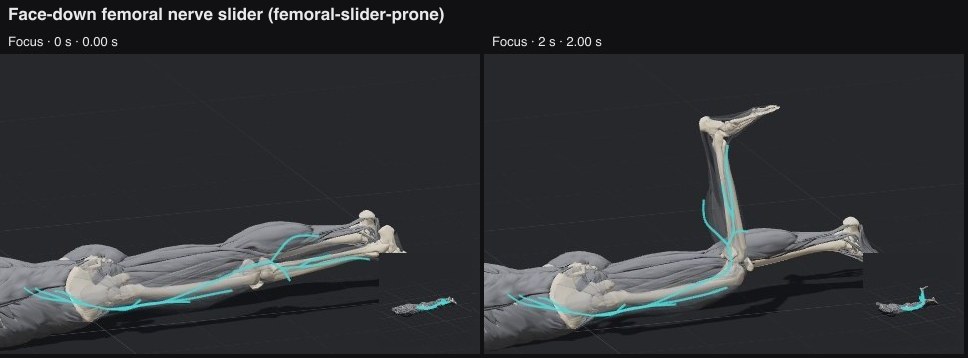 Face-down femoral nerve slider (femoral-slider-prone)
Focus · 0 s · 0.00 s
Focus · 2 s · 2.00 s